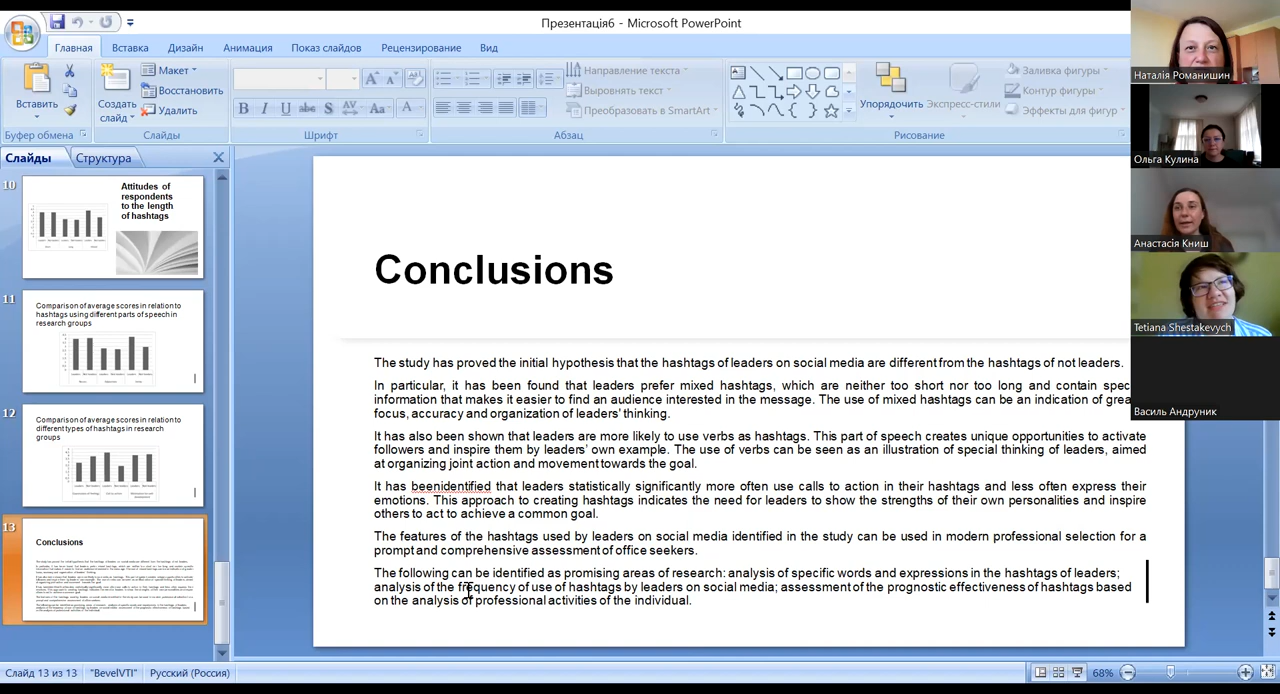 Презентація6 - Microsoft PowerPoint
Главная
Вставка
Дизайн
Анимация
Показ слайдов
Рецензирование
Вид
Вставить
Буфер обмена
Создать слайд
Макет
Восстановить
Удалить
Слайды
Шрифт
Направление текста
Выровнять текст
Преобразовать в SmartArt
Абзац
Упорядочить
Экспресс-стили
Заливка фигуры
Контур фигуры
Эффекты для фигур
Рисование
Слайды
Структура
10
Attitudes of
respondents
to the length
of hashtags
11
Comparison of average scores in relation to
hashtags using different parts of speech in
research groups
12
Comparison of average scores in relation to
different types of hashtags in research
groups
13
Conclusions
Conclusions
The study has proved the initial hypothesis that the hashtags of leaders on social media are different from the hashtags of not leaders.
In particular, it has been found that leaders prefer mixed hashtags, which are neither too short nor too long and contain
information that makes it easier to find an audience interested in the message. The use of mixed hashtags can be an indication of
focus, accuracy and organization of leaders' thinking.
It has also been shown that leaders are more likely to use verbs as hashtags. This part of speech creates unique opportunities to activate
followers and inspire them by leaders' own example. The use of verbs can be seen as an illustration of special thinking of leaders, aimed
at organizing joint action and movement towards the goal.
It has beenidentified that leaders statistically significantly more often use calls to action in their hashtags and less often express their
emotions. This approach to creating hashtags indicates the need for leaders to show the strengths of their own personalities and inspire
others to act to achieve a common goal.
The features of the hashtags used by leaders on social media identified in the study can be used in modern professional selection for a
prompt and comprehensive assessment of office seekers.
The following can be identified as promising areas of research: analysis of specific words and expressions in the hashtags of leaders;
analysis of the frequency of use of hashtags by leaders on social media; assessment of the prognostic effectiveness of hashtags based
on the analysis of professional activities of the individual.
Наталія Романишин
Ольга Кулина
Анастасія Книш
Tetiana Shestakevych
Василь Андруник
Слайд 13 из 13
"BevelVTI"
Русский (Россия)
68%